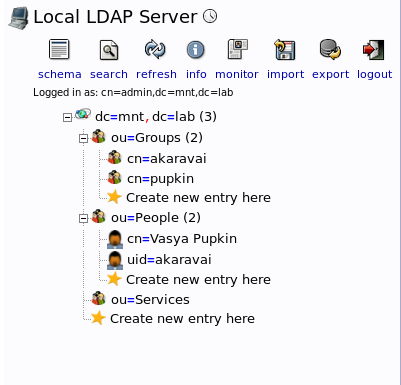 Local LDAP Server
schema search refresh info monitor import export logout
Logged in as: cn=admin,dc=mnt,dc=lab
dc=mnt,dc=lab (3)
ou=Groups (2)
cn=akaravai
cn=pupkin
Create new entry here
ou=People (2)
cn=Vasya Pupkin
uid=akaravai
Create new entry here
ou=Services
Create new entry here